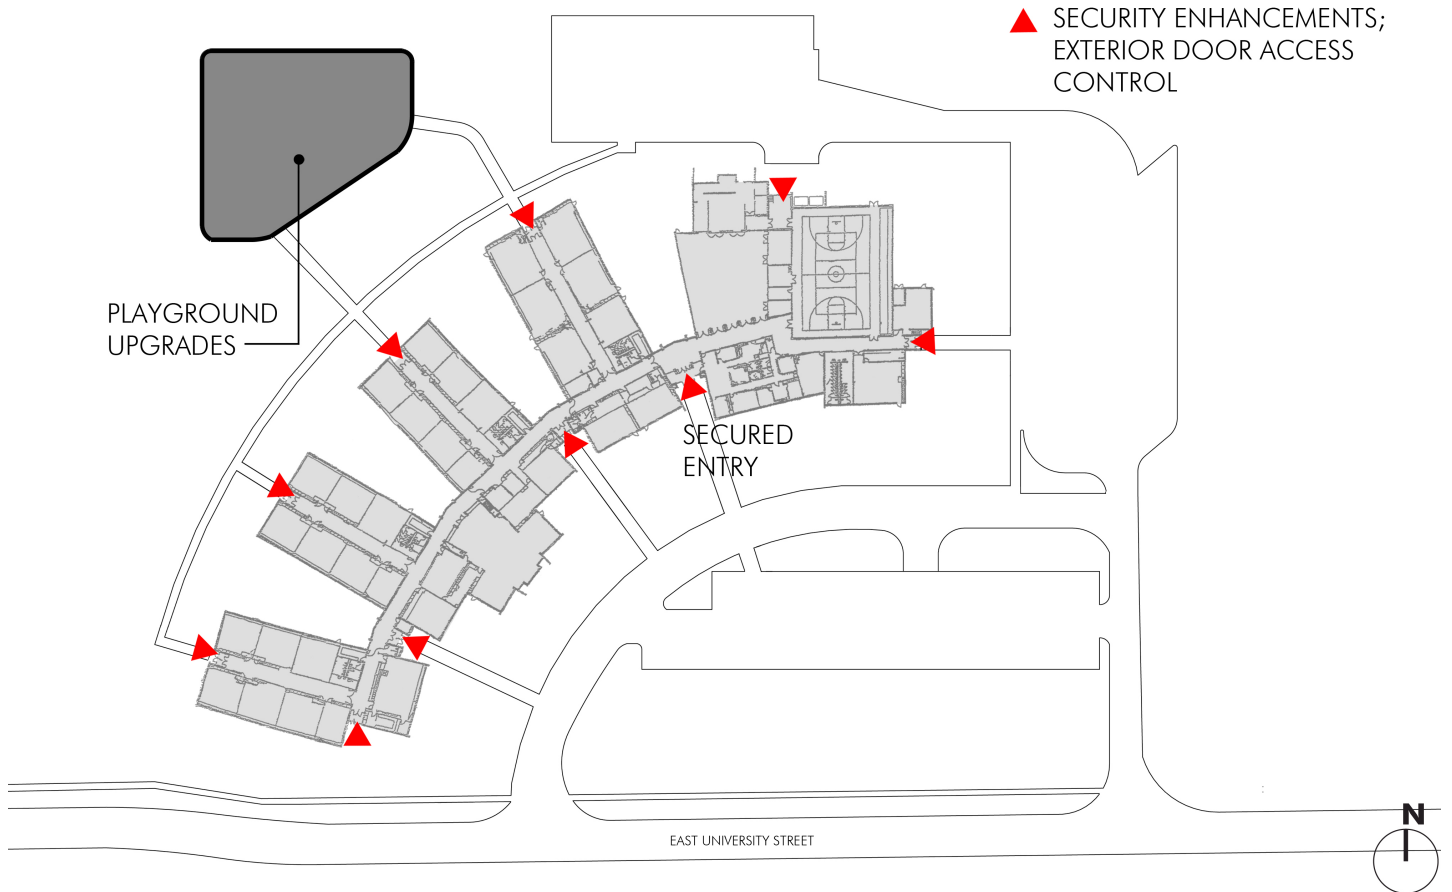 SECURITY ENHANCEMENTS;
EXTERIOR DOOR ACCESS
CONTROL
PLAYGROUND
UPGRADES
SECURED
ENTRY
EAST UNIVERSITY STREET
N